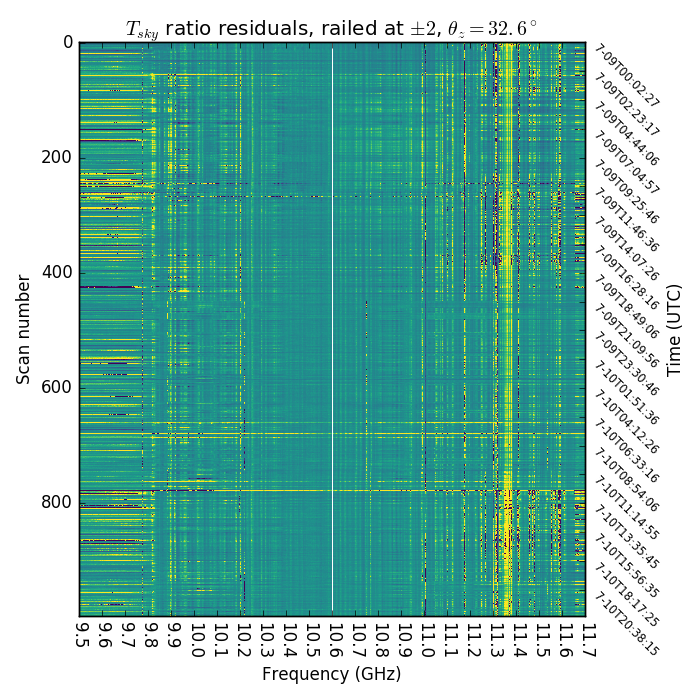 T_sky ratio residuals, railed at ±2, θ_z = 32.6°
0
200
400
600
800
Scan number
9.5 9.6 9.7 9.8 9.9 10.0 10.1 10.2 10.3 10.4 10.5 10.6 10.7 10.8 10.9 11.0 11.1 11.2 11.3 11.4 11.5 11.6 11.7
Frequency (GHz)
7-09T00:02:27
7-09T02:23:17
7-09T04:44:06
7-09T07:04:57
7-09T09:25:46
7-09T11:46:36
7-09T14:07:26
7-09T16:28:16
7-09T18:49:06
7-09T21:09:56
7-09T23:30:46
7-10T01:51:36
7-10T04:12:26
7-10T06:33:16
7-10T08:54:06
7-10T11:14:55
7-10T13:35:45
7-10T15:56:35
7-10T18:17:25
7-10T20:38:15
Time (UTC)